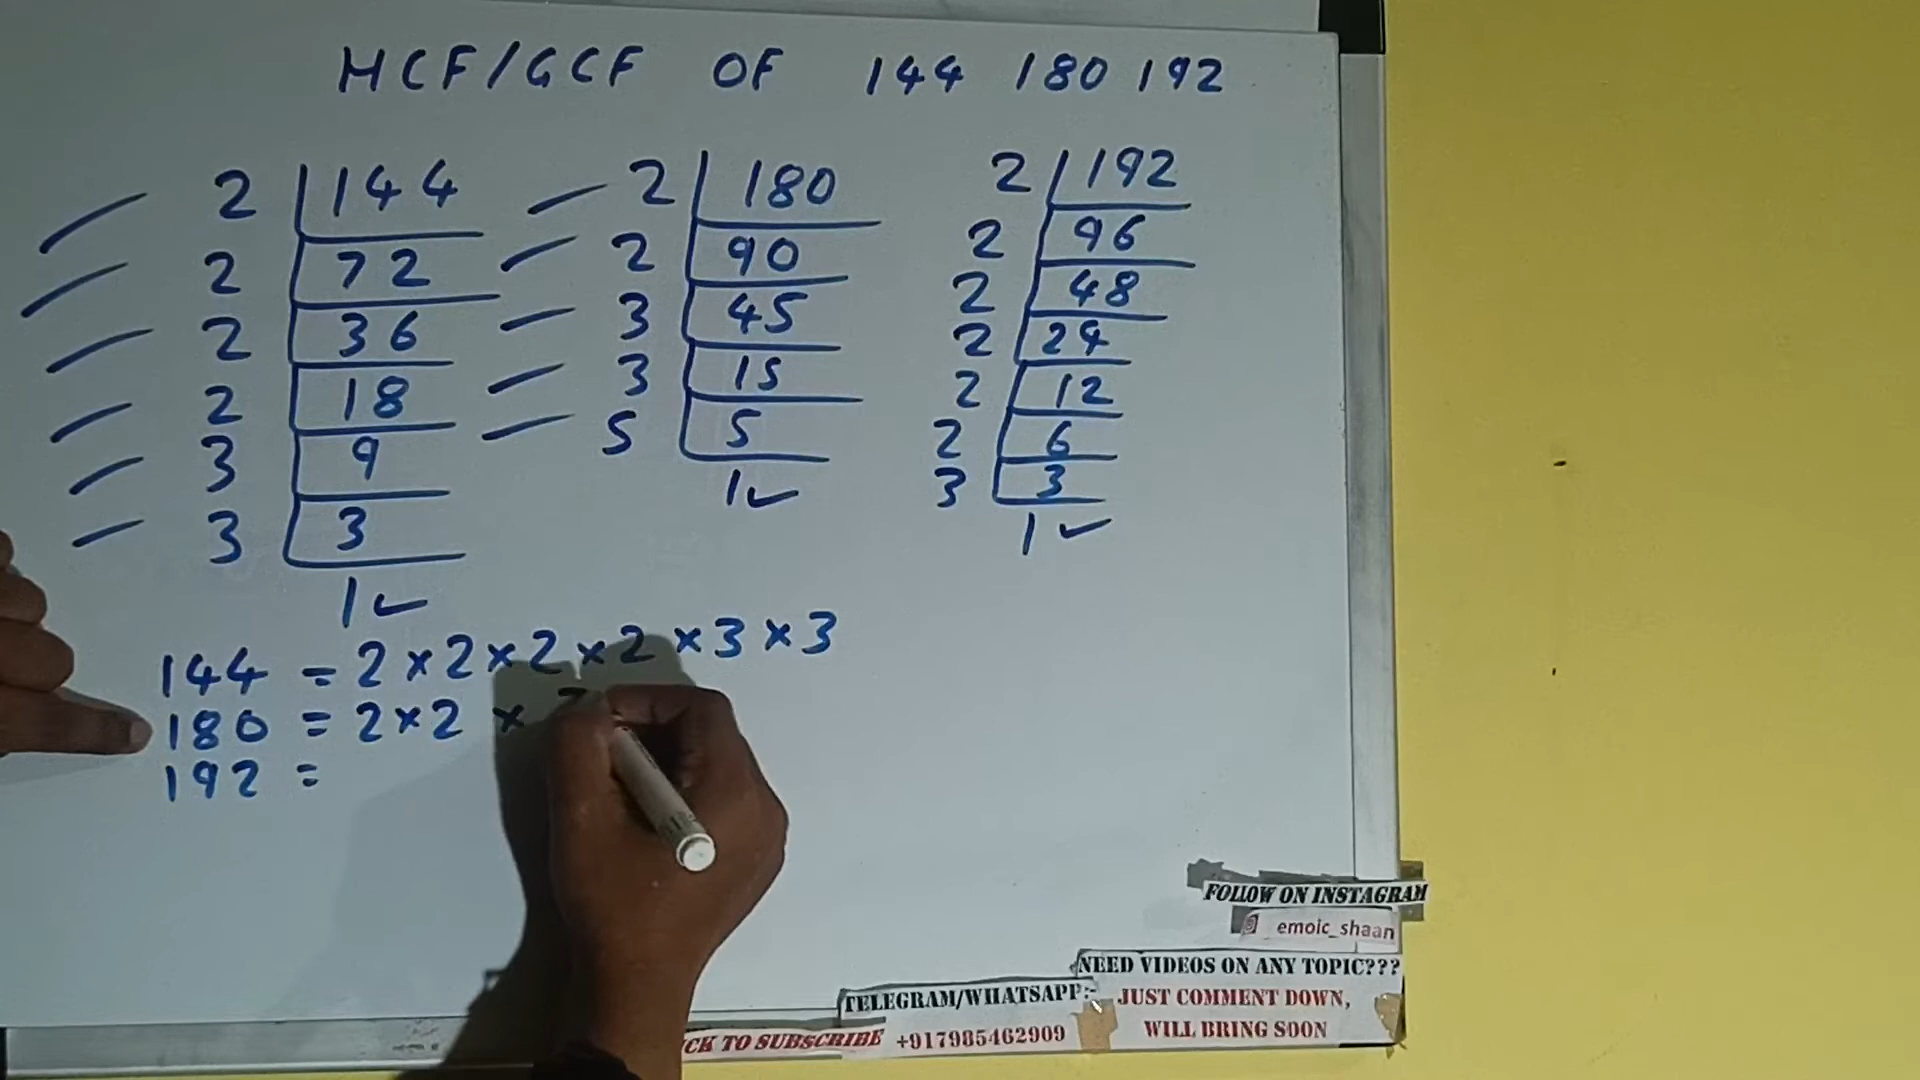 HCF/GCF OF 144 180 192
2 144
2 72
2 36
2 18
3 9
3 3
1
2 180
2 90
3 45
3 15
5 5
1
2 192
2 96
2 48
2 24
2 12
2 6
3 3
1
144 = 2 × 2 × 2 × 2 × 3 × 3
180 = 2 × 2 ×
192 =
FOLLOW ON INSTAGRAM
emoic_shaan
NEED VIDEOS ON ANY TOPIC???
JUST COMMENT DOWN,
WILL BRING SOON
TELEGRAM/WHATSAPP:-
+917985462909
TO SUBSCRIBE